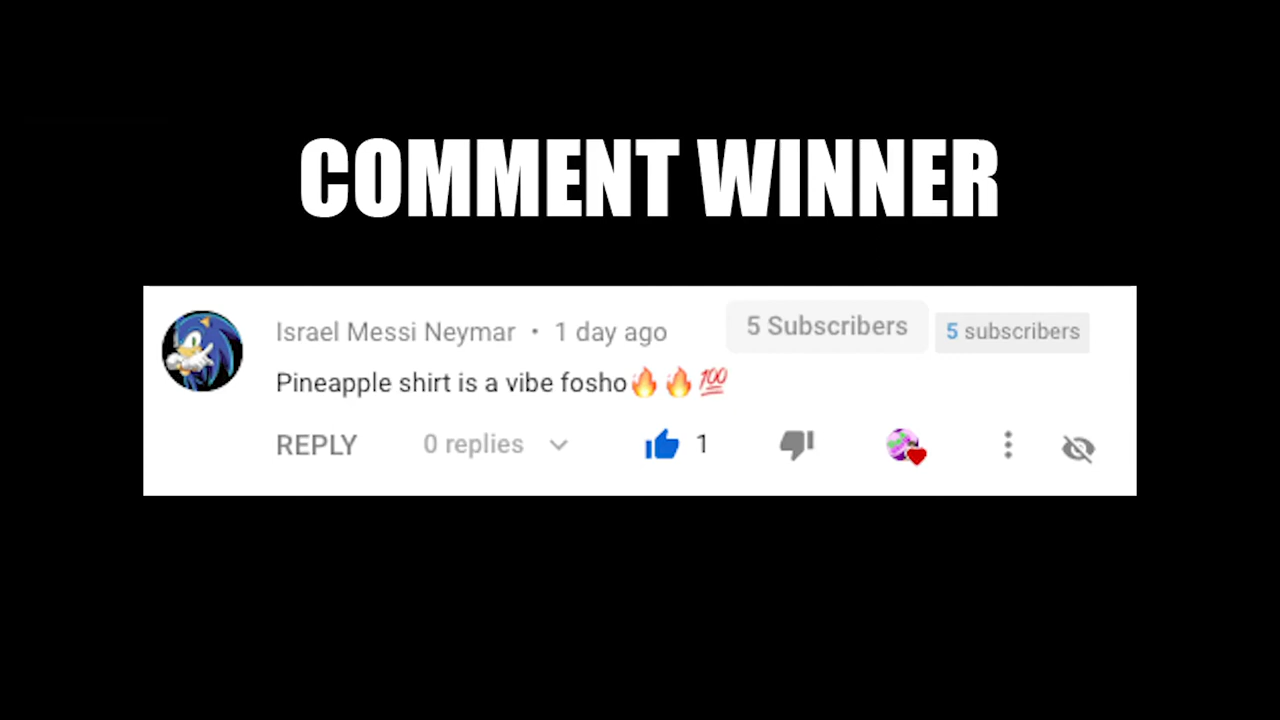 COMMENT WINNER
Israel Messi Neymar • 1 day ago 5 Subscribers 5 subscribers
Pineapple shirt is a vibe fosho🔥🔥💯
REPLY 0 replies 1